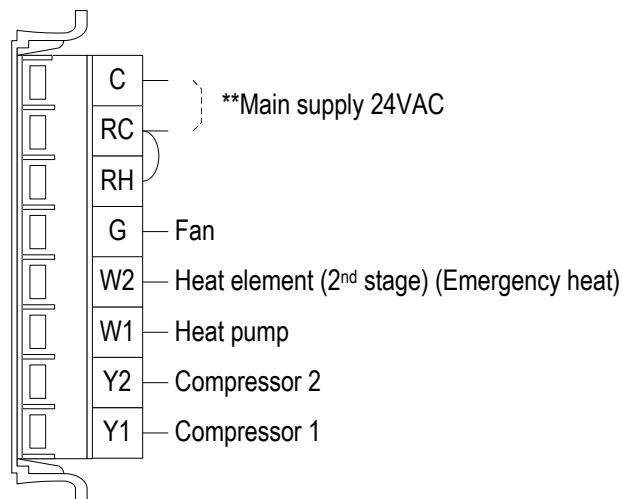 C
**Main supply 24VAC
RC
RH
G Fan
W2 Heat element (2nd stage) (Emergency heat)
W1 Heat pump
Y2 Compressor 2
Y1 Compressor 1